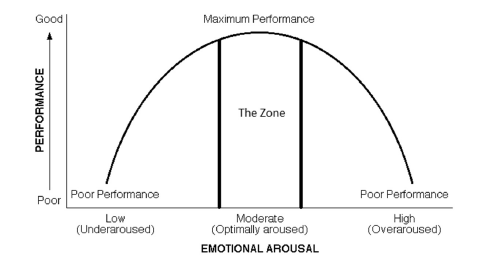 Good
Maximum Performance
PERFORMANCE
The Zone
Poor
Poor Performance
Poor Performance
Low
(Underaroused)
Moderate
(Optimally aroused)
High
(Overaroused)
EMOTIONAL AROUSAL